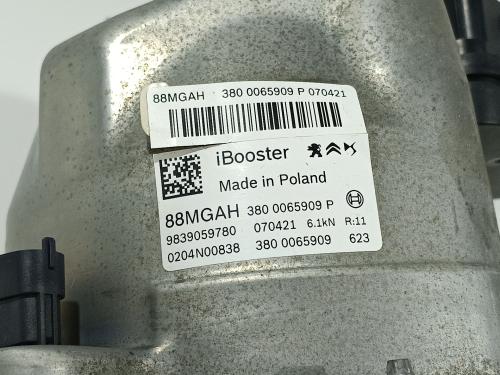 88MGAH 380 0065909 P 070421
iBooster
Made in Poland
88MGAH 380 0065909 P
9839059780 070421 6.1kN R:11
0204N00838 380 0065909 623